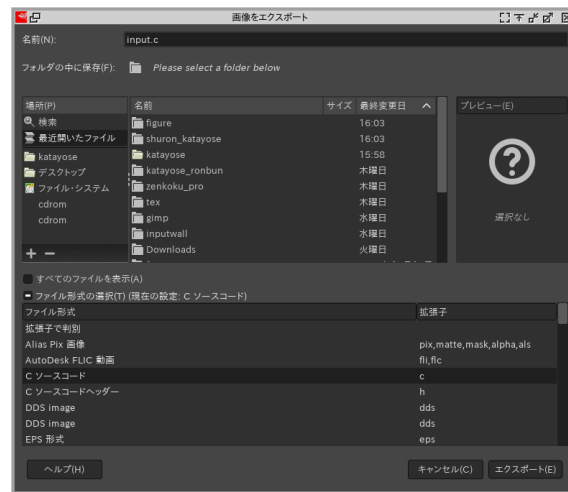 画像をエクスポート
名前(N): input.c
フォルダの中に保存(F): Please select a folder below
場所(P) 名前 サイズ 最終変更日 プレビュー(E)
検索 figure 16:03
最近開いたファイル shuron_katayose 16:03
katayose katayose 15:58
デスクトップ katayose_ronbun 木曜日
ファイル・システム zenkoku_pro 木曜日
cdrom tex 木曜日
cdrom gimp 水曜日
inputwall 水曜日
Downloads 火曜日
選択なし
すべてのファイルを表示(A)
ファイル形式の選択(T) (現在の設定: C ソースコード)
ファイル形式 拡張子
拡張子で判別
Alias Pix 画像 pix,matte,mask,alpha,als
AutoDesk FLIC 動画 fli,flc
C ソースコード c
C ソースコードヘッダー h
DDS image dds
DDS image dds
EPS 形式 eps
ヘルプ(H) キャンセル(C) エクスポート(E)